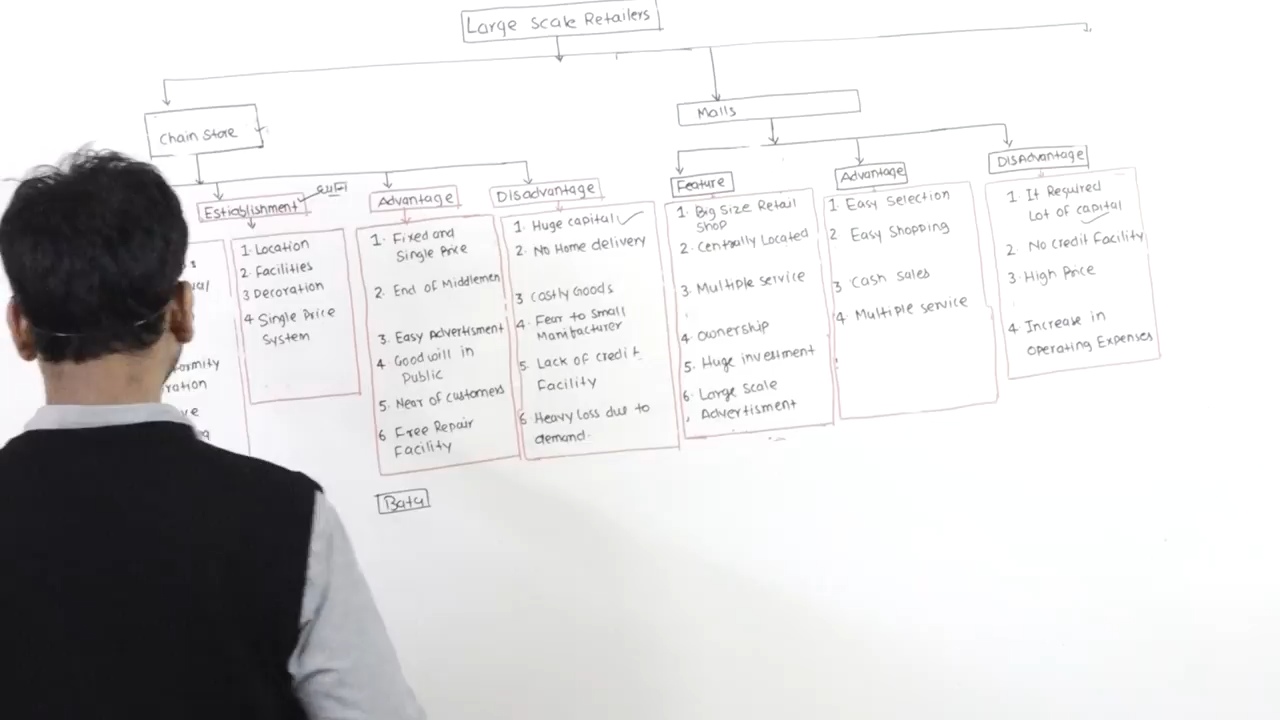 Large Scale Retailers
Chain Store
Malls
Estiablishment
Advantage
DISadvantage
Feature
Advantage
DISAdvantage
1. Location
2. Facilities
3 Decoration
4 Single Price
System
1. Fixed and
Single Price
2. End of Middlemen
3. Easy Advertisment
4 Goodwill in
Public
5. Near of customers
6 Free Repair
Facility
1. Huge capital
2. No Home delivery
3 Costly Goods
4. Fear to Small
Manifacturer
5. Lack of credit
Facility
6 Heavy Loss due to
demand.
1. Big Size Retail
Shop
2. Centrally Located
3. Multiple service
4 ownership
5. Huge investment
6. Large Scale
Advertisment
1 Easy Selection
2 Easy Shopping
3 Cash Sales
4 Multiple service
1 It Required
Lot of capital
2 No Credit Facility
3 High Price
4 Increase in
Operating Expenses
Bata